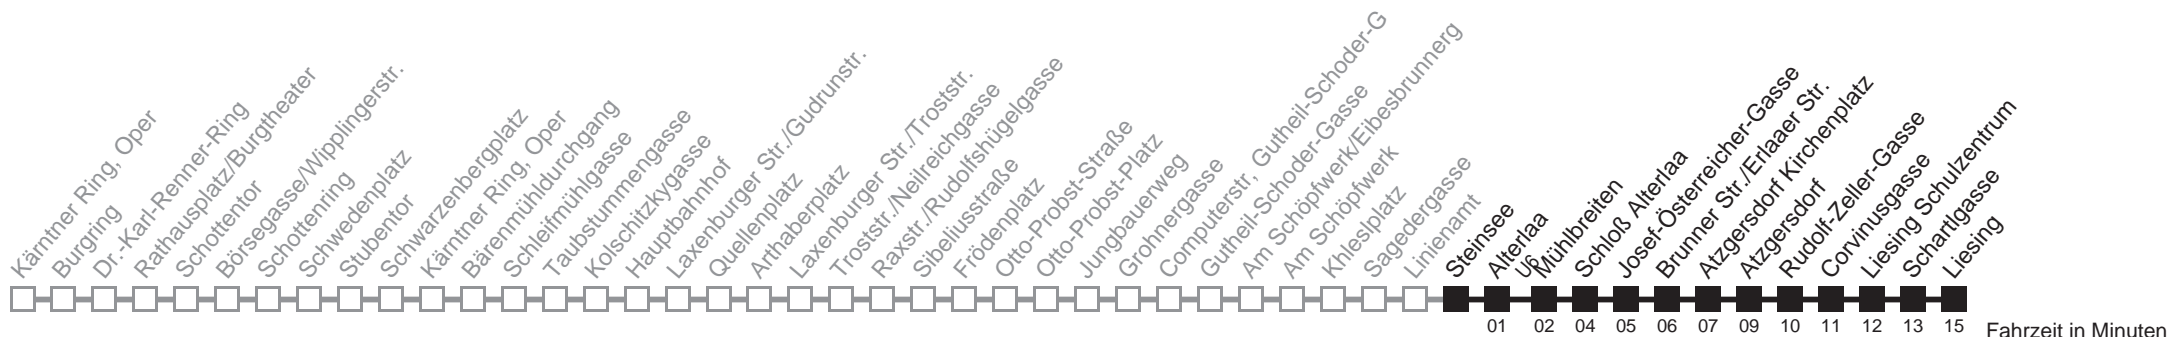 Kärntner Ring, Oper
Burgring
Dr.-Karl-Renner-Ring
Rathausplatz/Burgtheater
Schottentor
Börsegasse/Wipplingerstr.
Schottenring
Schwedenplatz
Stubentor
Schwarzenbergplatz
Kärntner Ring, Oper
Bärenmühldurchgang
Schleifmühlgasse
Taubstummengasse
Kolschitzkygasse
Hauptbahnhof
Laxenburger Str./Gudrunstr.
Quellenplatz
Arthaberplatz
Laxenburger Str./Troststr.
Troststr./Neilreichgasse
Raxstr./Rudolfshügelgasse
Sibeliusstraße
Frödenplatz
Otto-Probst-Straße
Otto-Probst-Platz
Jungbauerweg
Grohnergasse
Computerstr, Gutheil-Schoder-G
Gutheil-Schoder-Gasse
Am Schöpfwerk/Eibesbrunnerg
Am Schöpfwerk
Khleslplatz
Sagedergasse
Linienamt
Steinsee
Alterlaa
U6
Mühlbreiten
Schloß Alterlaa
Josef-Österreicher-Gasse
Brunner Str./Erlaaer Str.
Atzgersdorf Kirchenplatz
Atzgersdorf
Rudolf-Zeller-Gasse
Corvinusgasse
Liesing Schulzentrum
Schartlgasse
Liesing
01 02 04 05 06 07 09 10 11 12 13 15 Fahrzeit in Minuten